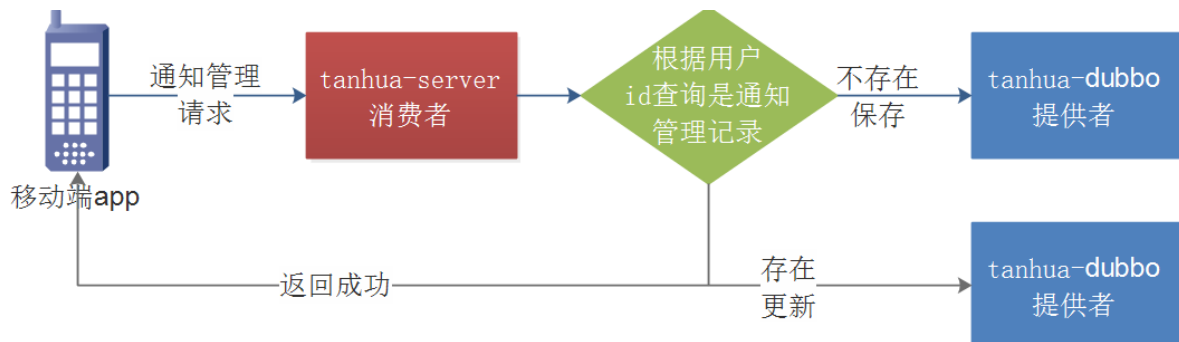 通知管理
请求
移动端app
tanhua-server
消费者
根据用户
id查询是通知
管理记录
不存在
保存
tanhua-dubbo
提供者
返回成功
存在
更新
tanhua-dubbo
提供者